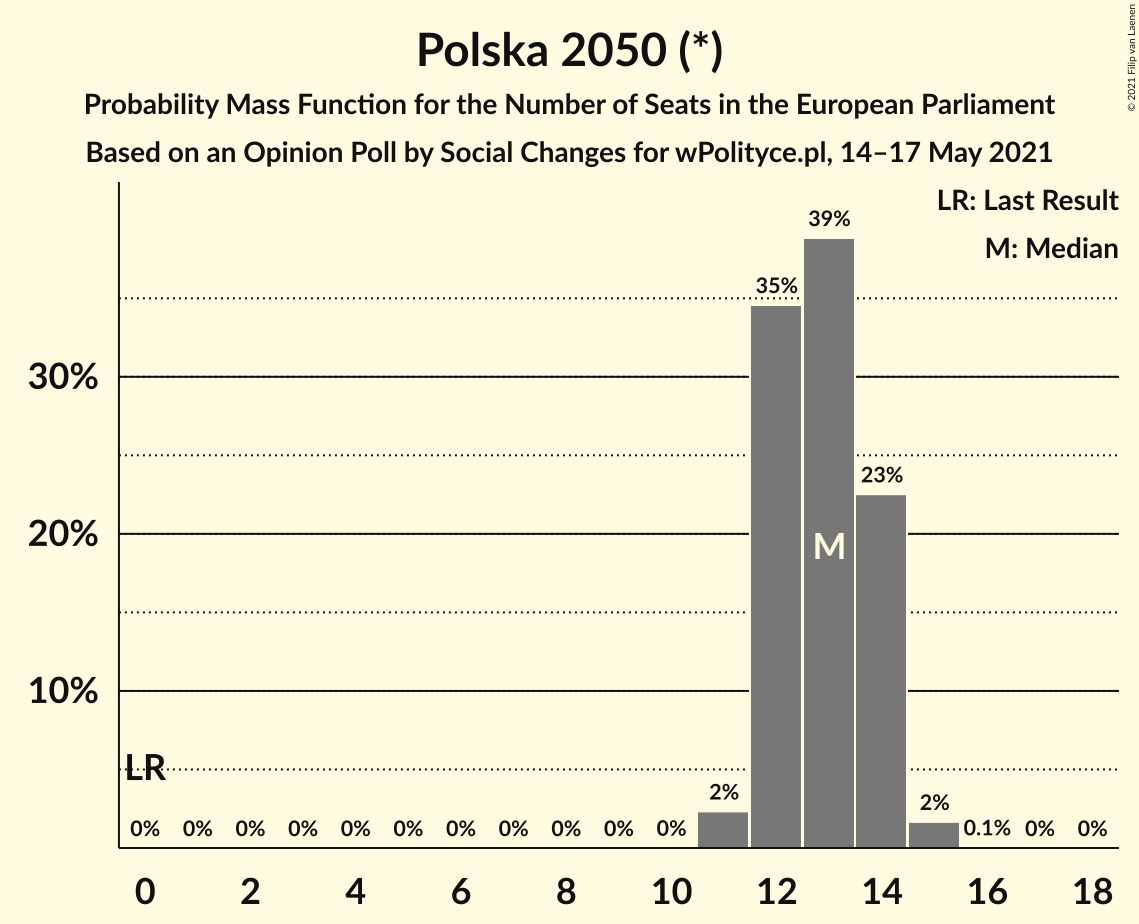 Polska 2050 (*)
Probability Mass Function for the Number of Seats in the European Parliament
Based on an Opinion Poll by Social Changes for wPolityce.pl, 14–17 May 2021
© 2021 Filip van Laenen
LR: Last Result
M: Median
39%
35%
30%
23%
20%
M
10%
LR
2%
2%
0% 0% 0% 0% 0% 0% 0% 0% 0% 0% 0% 0.1% 0% 0%
0 2 4 6 8 10 12 14 16 18